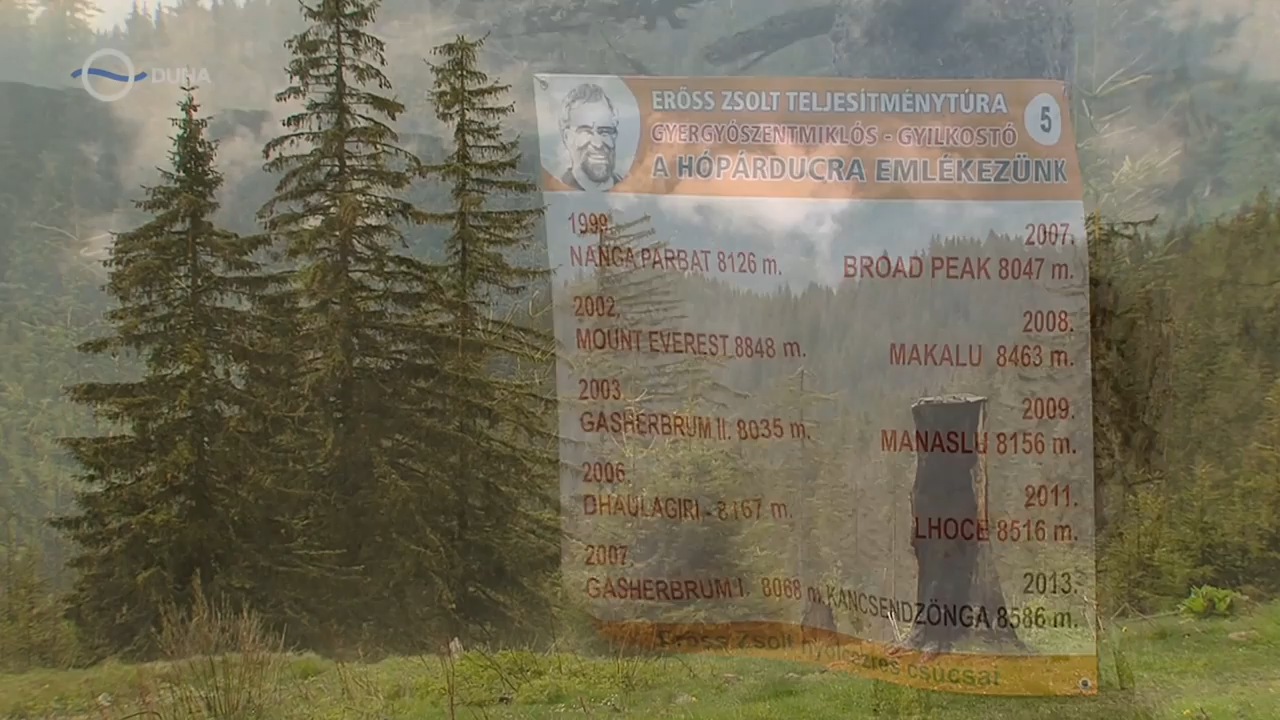 DUNA
ERŐSS ZSOLT TELJESÍTMÉNYTÚRA
5
GYERGYÓSZENTMIKLÓS - GYILKOSTÓ
A HÓPÁRDUCRA EMLÉKEZÜNK
1999.
NANGA PARBAT 8126 m.
2002.
MOUNT EVEREST 8848 m.
2003.
GASHERBRUM II. 8035 m.
2006.
DHAULAGIRI - 8167 m.
2007.
GASHERBRUM I. 8068 m.
2007.
BROAD PEAK 8047 m.
2008.
MAKALU 8463 m.
2009.
MANASLU 8156 m.
2011.
LHOCE 8516 m.
2013.
KANCSENDZÖNGA 8586 m.
Erőss Zsolt nyolcezres csúcsai